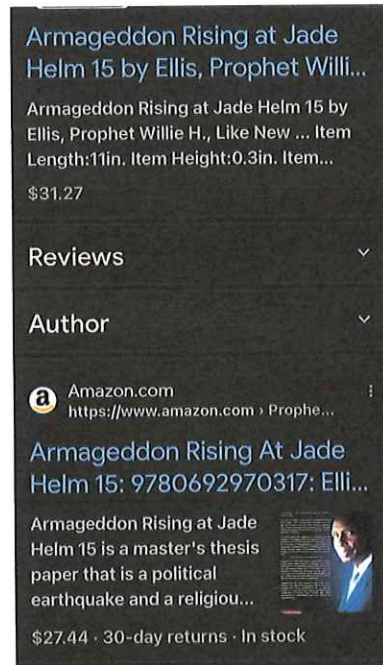 Armageddon Rising at Jade
Helm 15 by Ellis, Prophet Willi...
Armageddon Rising at Jade Helm 15 by
Ellis, Prophet Willie H., Like New ... Item
Length:11in. Item Height:0.3in. Item...
$31.27
Reviews
Author
a
Amazon.com
https://www.amazon.com › Prophe...
Armageddon Rising At Jade
Helm 15: 9780692970317: Elli...
Armageddon Rising at Jade
Helm 15 is a master's thesis
paper that is a political
earthquake and a religiou...
$27.44 · 30-day returns · In stock